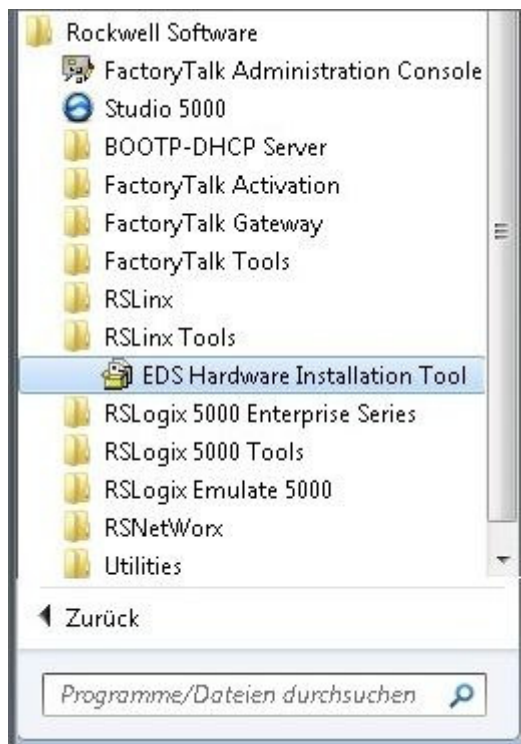 Rockwell Software
FactoryTalk Administration Console
Studio 5000
BOOTP-DHCP Server
FactoryTalk Activation
FactoryTalk Gateway
FactoryTalk Tools
RSLinx
RSLinx Tools
EDS Hardware Installation Tool
RSLogix 5000 Enterprise Series
RSLogix 5000 Tools
RSLogix Emulate 5000
RSNetWorx
Utilities
Zurück
Programme/Dateien durchsuchen